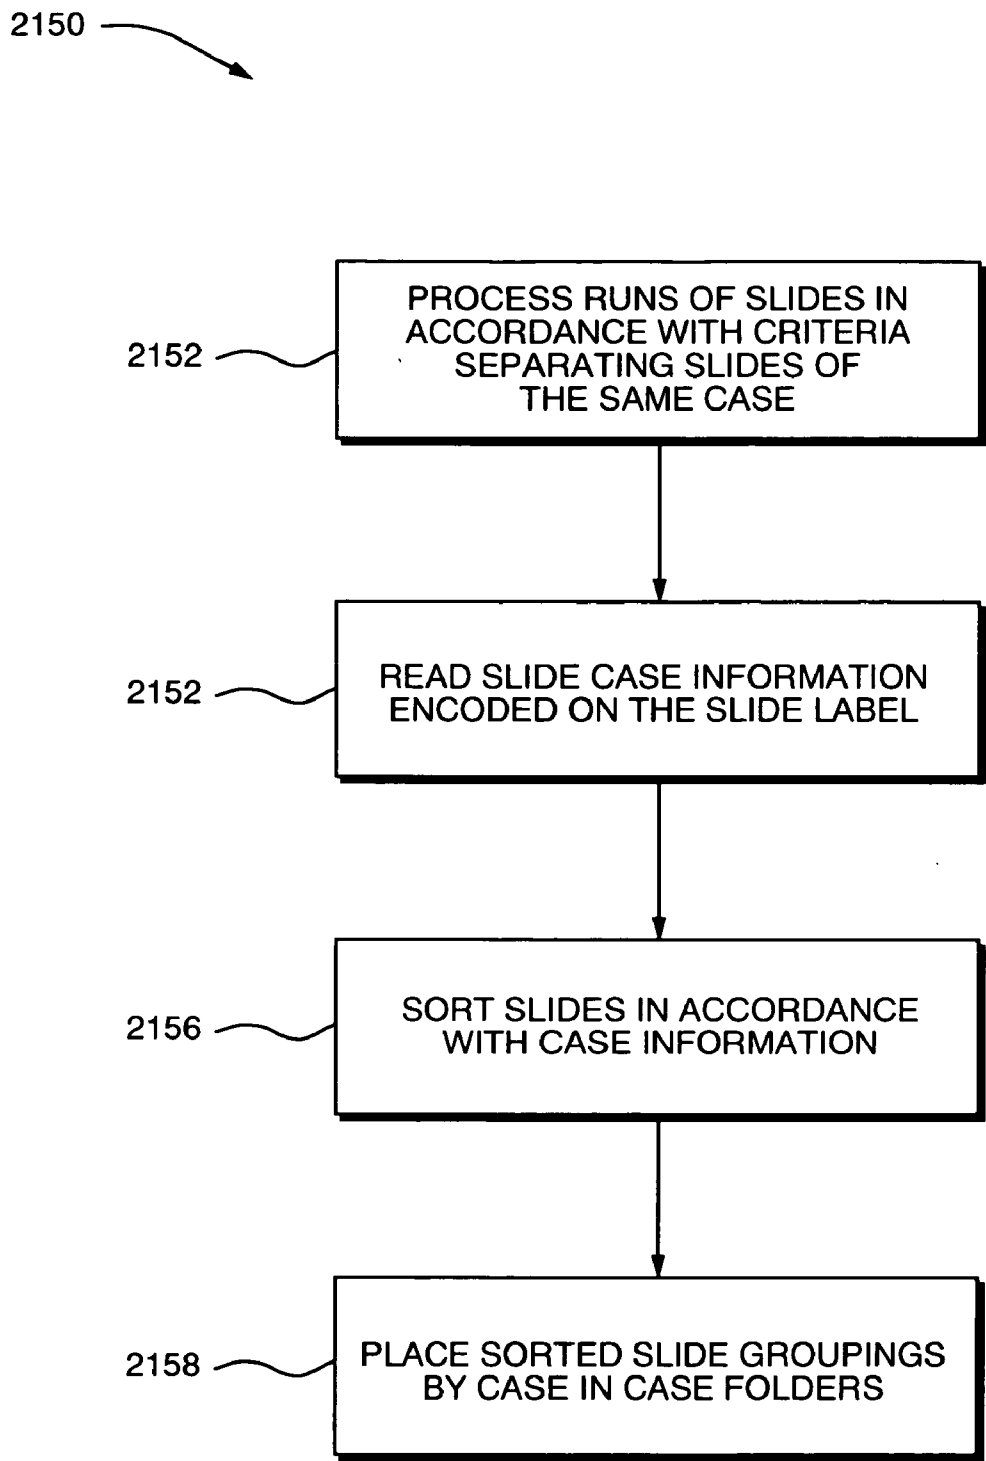 2150
PROCESS RUNS OF SLIDES IN
ACCORDANCE WITH CRITERIA
SEPARATING SLIDES OF
THE SAME CASE
2152
READ SLIDE CASE INFORMATION
ENCODED ON THE SLIDE LABEL
2152
SORT SLIDES IN ACCORDANCE
WITH CASE INFORMATION
2156
PLACE SORTED SLIDE GROUPINGS
BY CASE IN CASE FOLDERS
2158